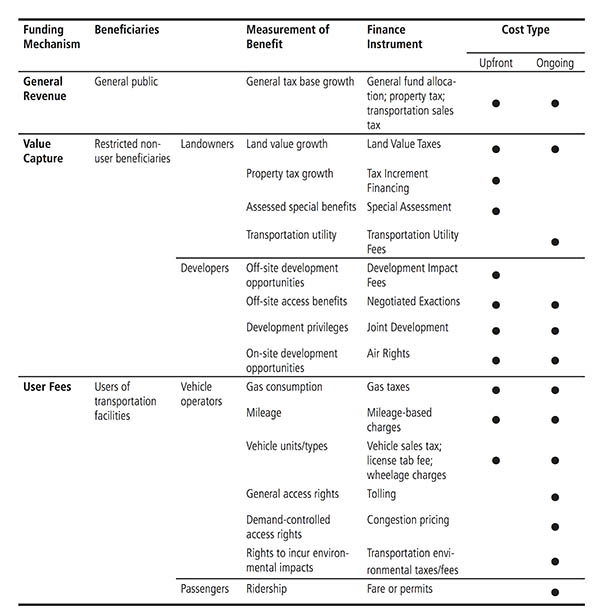 Funding Mechanism Beneficiaries Measurement of Benefit Finance Instrument Cost Type
Upfront Ongoing
General Revenue General public General tax base growth General fund alloca-
tion; property tax;
transportation sales
tax ● ●
Value Capture Restricted non-
user beneficiaries Landowners Land value growth Land Value Taxes ● ●
Property tax growth Tax Increment
Financing ●
Assessed special benefits Special Assessment ●
Transportation utility Transportation Utility
Fees ●
Developers Off-site development
opportunities Development Impact
Fees ●
Off-site access benefits Negotiated Exactions ● ●
Development privileges Joint Development ● ●
On-site development
opportunities Air Rights ● ●
User Fees Users of
transportation
facilities Vehicle
operators Gas consumption Gas taxes ● ●
Mileage Mileage-based
charges ● ●
Vehicle units/types Vehicle sales tax;
license tab fee;
wheelage charges ● ●
General access rights Tolling ●
Demand-controlled
access rights Congestion pricing ●
Rights to incur environ-
mental impacts Transportation envi-
ronmental taxes/fees ●
Passengers Ridership Fare or permits ●